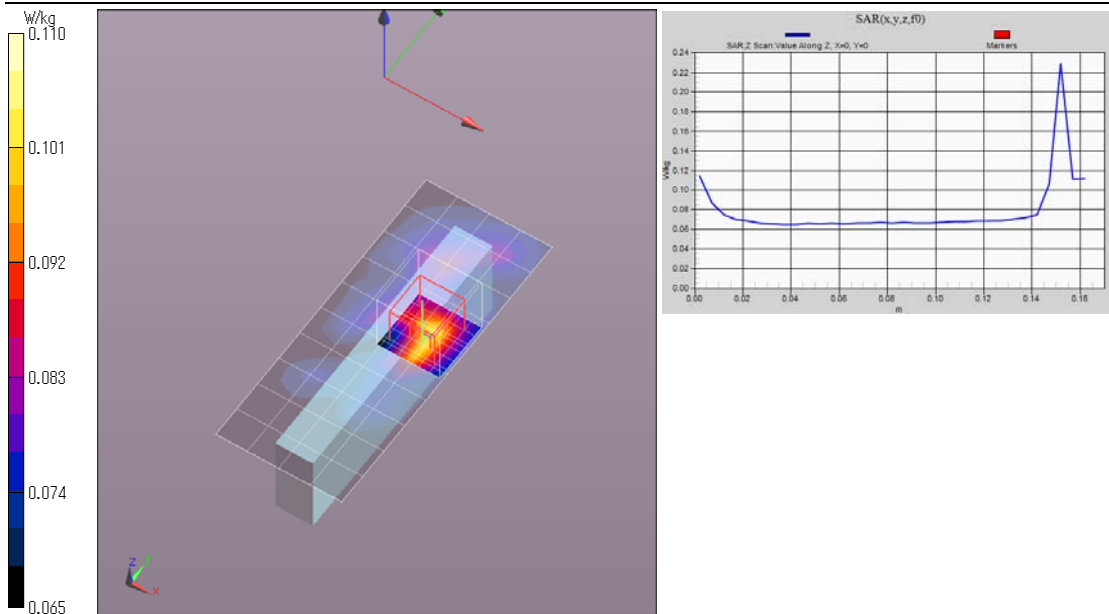 W/kg
0.110
0.101
0.092
0.083
0.074
0.065
z
y
x
SAR(x,y,z,f0)
SAR;Z Scan:Value Along Z, X=0, Y=0
Markers
W/kg
0.24
0.22
0.20
0.18
0.16
0.14
0.12
0.10
0.08
0.06
0.04
0.02
0.00
0.00 0.02 0.04 0.06 0.08 0.10 0.12 0.14 0.16
m